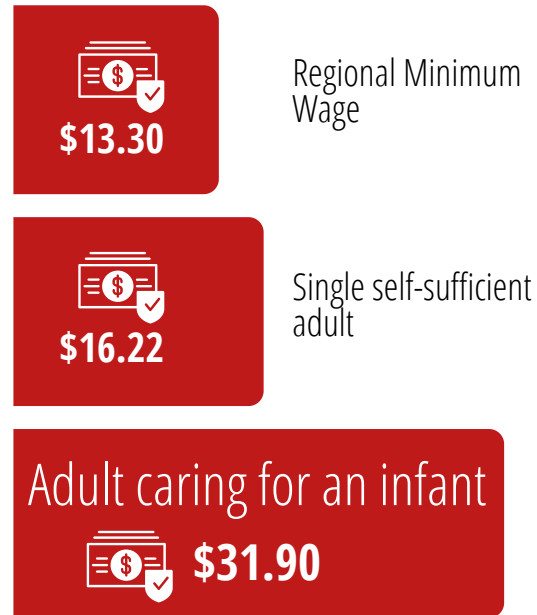 $13.30
Regional Minimum
Wage
$16.22
Single self-sufficient
adult
Adult caring for an infant
$31.90